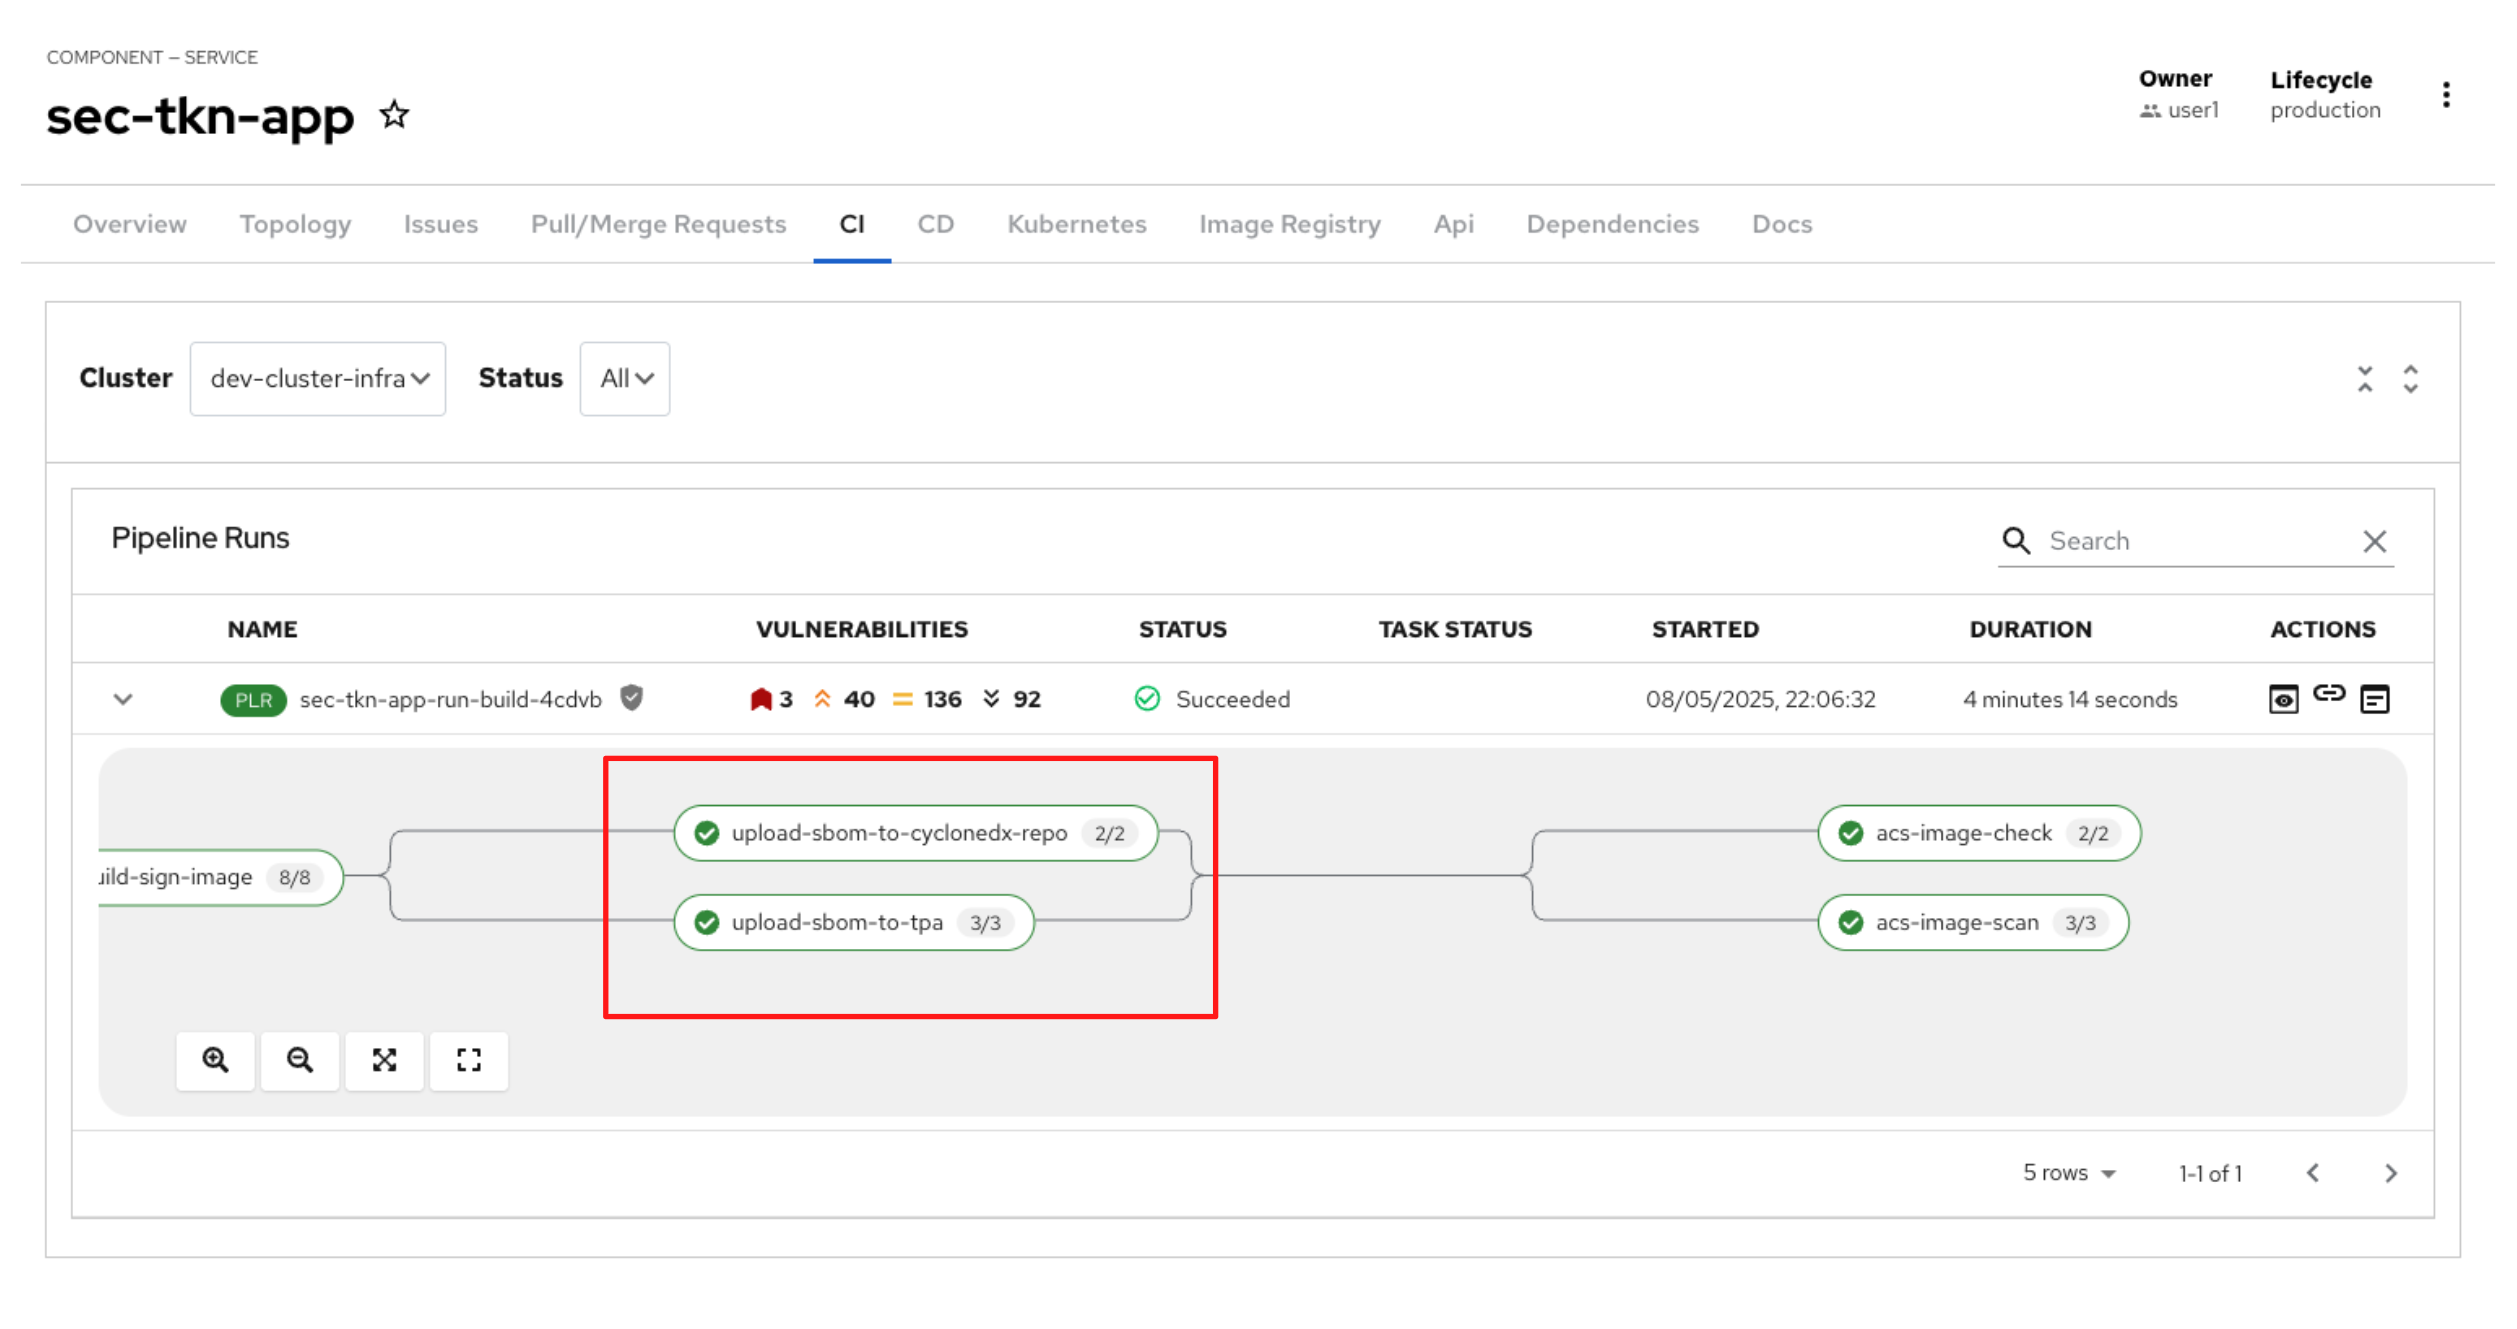 COMPONENT – SERVICE
sec-tkn-app
Owner
user1
Lifecycle
production
Overview Topology Issues Pull/Merge Requests CI CD Kubernetes Image Registry Api Dependencies Docs
Cluster dev-cluster-infra Status All
Pipeline Runs
Search
NAME VULNERABILITIES STATUS TASK STATUS STARTED DURATION ACTIONS
PLR sec-tkn-app-run-build-4cdvb 3 40 136 92 Succeeded 08/05/2025, 22:06:32 4 minutes 14 seconds
upload-sbom-to-cyclonedx-repo 2/2 acs-image-check 2/2
uild-sign-image 8/8
upload-sbom-to-tpa 3/3 acs-image-scan 3/3
5 rows 1-1 of 1